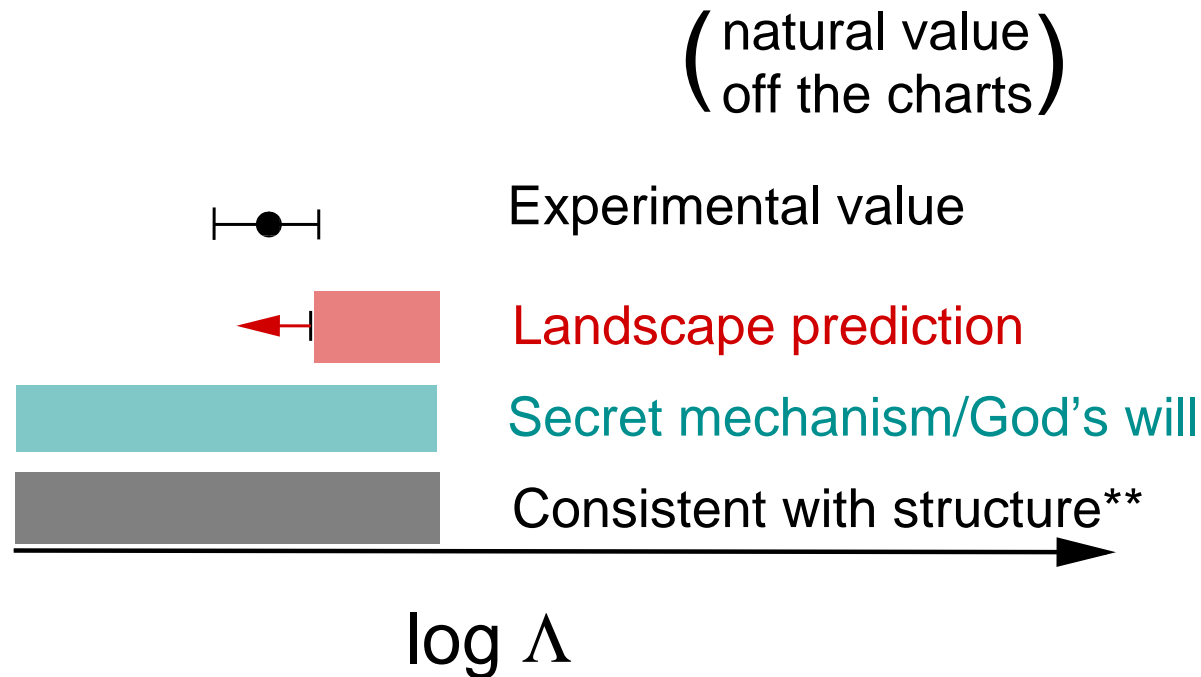 (natural value
off the charts)
Experimental value
Landscape prediction
Secret mechanism/God's will
Consistent with structure**
log Λ